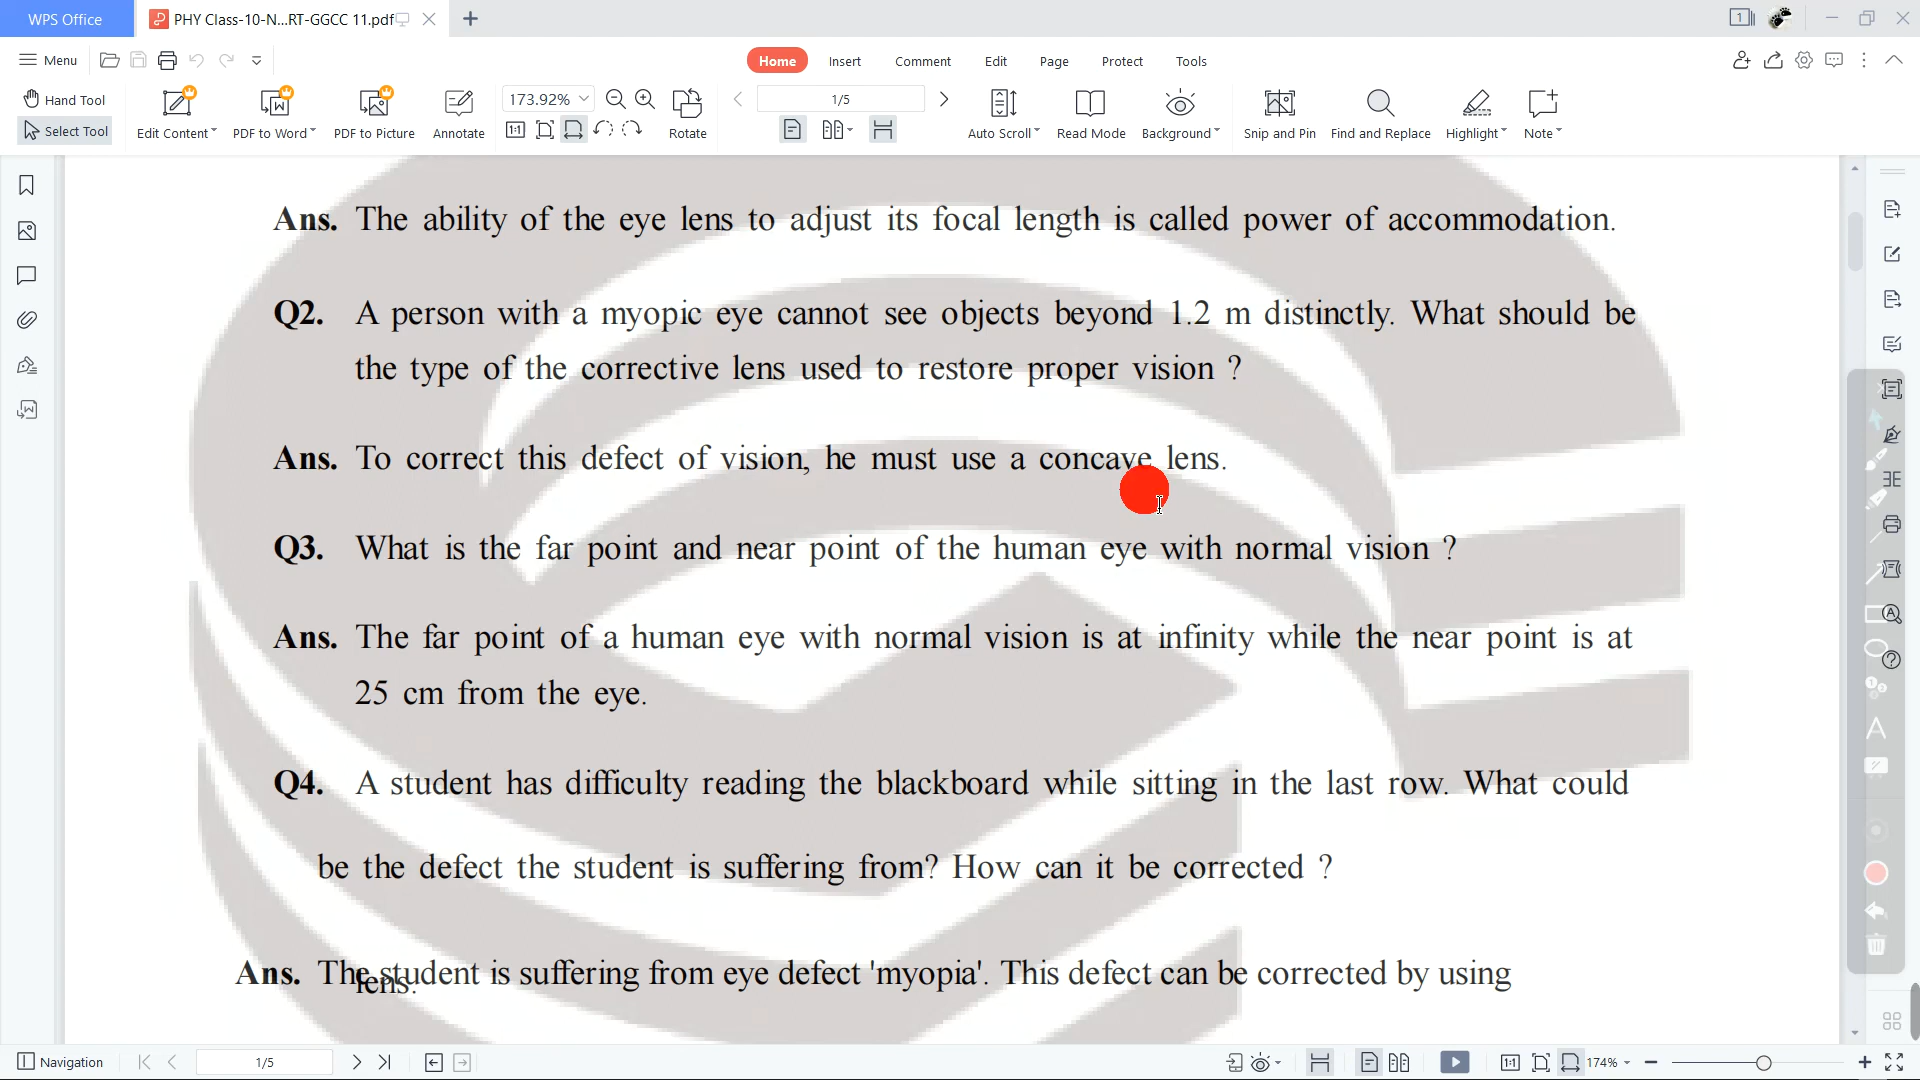 WPS Office
PHY Class-10-N...RT-GGCC 11.pdf
Menu
Home Insert Comment Edit Page Protect Tools
Hand Tool
Select Tool
Edit Content
PDF to Word
PDF to Picture
Annotate
173.92%
Rotate
1/5
Auto Scroll
Read Mode
Background
Snip and Pin
Find and Replace
Highlight
Note
Ans. The ability of the eye lens to adjust its focal length is called power of accommodation.
Q2. A person with a myopic eye cannot see objects beyond 1.2 m distinctly. What should be
the type of the corrective lens used to restore proper vision ?
Ans. To correct this defect of vision, he must use a concave lens.
Q3. What is the far point and near point of the human eye with normal vision ?
Ans. The far point of a human eye with normal vision is at infinity while the near point is at
25 cm from the eye.
Q4. A student has difficulty reading the blackboard while sitting in the last row. What could
be the defect the student is suffering from? How can it be corrected ?
Ans. The student is suffering from eye defect 'myopia'. This defect can be corrected by using
lens.
Navigation
1/5
174%